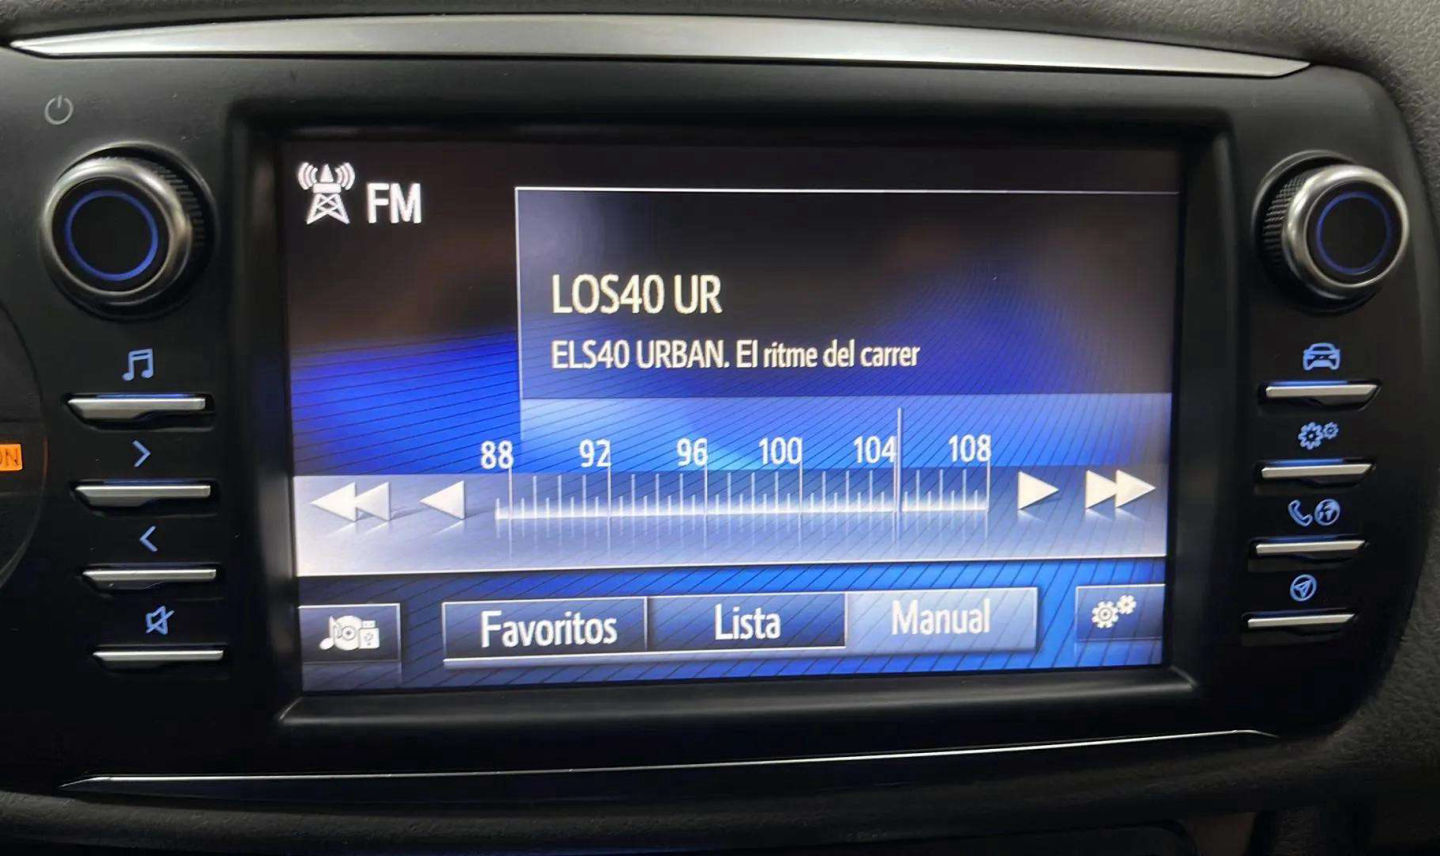 FM
LOS40 UR
ELS40 URBAN. El ritme del carrer
88 92 96 100 104 108
Favoritos Lista Manual